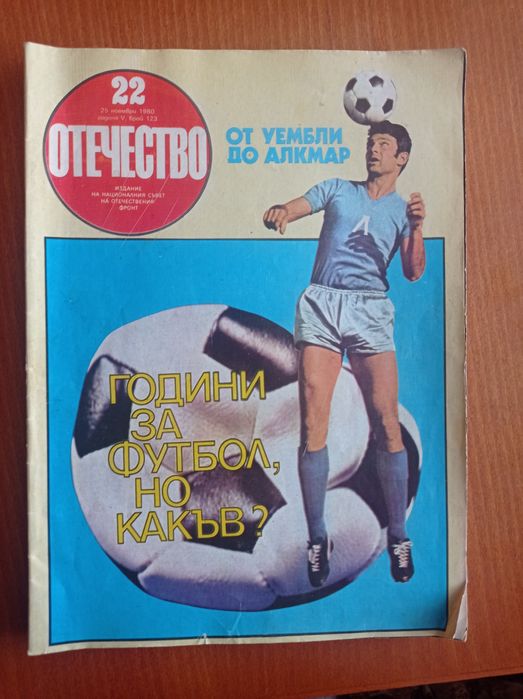 22
25 ноември 1980
година V. брой 123
ОТЕЧЕСТВО
ИЗДАНИЕ
НА НАЦИОНАЛНИЯ СЪВЕТ
НА ОТЕЧЕСТВЕНИЯ
ФРОНТ
ОТ УЕМБЛИ
ДО АЛКМАР
Л
ГОДИНИ
ЗА
ФУТБОЛ,
НО
КАКЪВ?